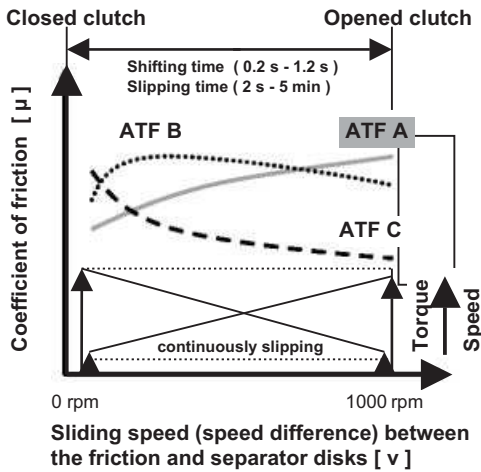 Closed clutch
Opened clutch
Shifting time ( 0.2 s - 1.2 s )
Slipping time ( 2 s - 5 min )
Coefficient of friction [ µ ]
ATF B
ATF A
ATF C
Torque
Speed
continuously slipping
0 rpm
1000 rpm
Sliding speed (speed difference) between
the friction and separator disks [ v ]